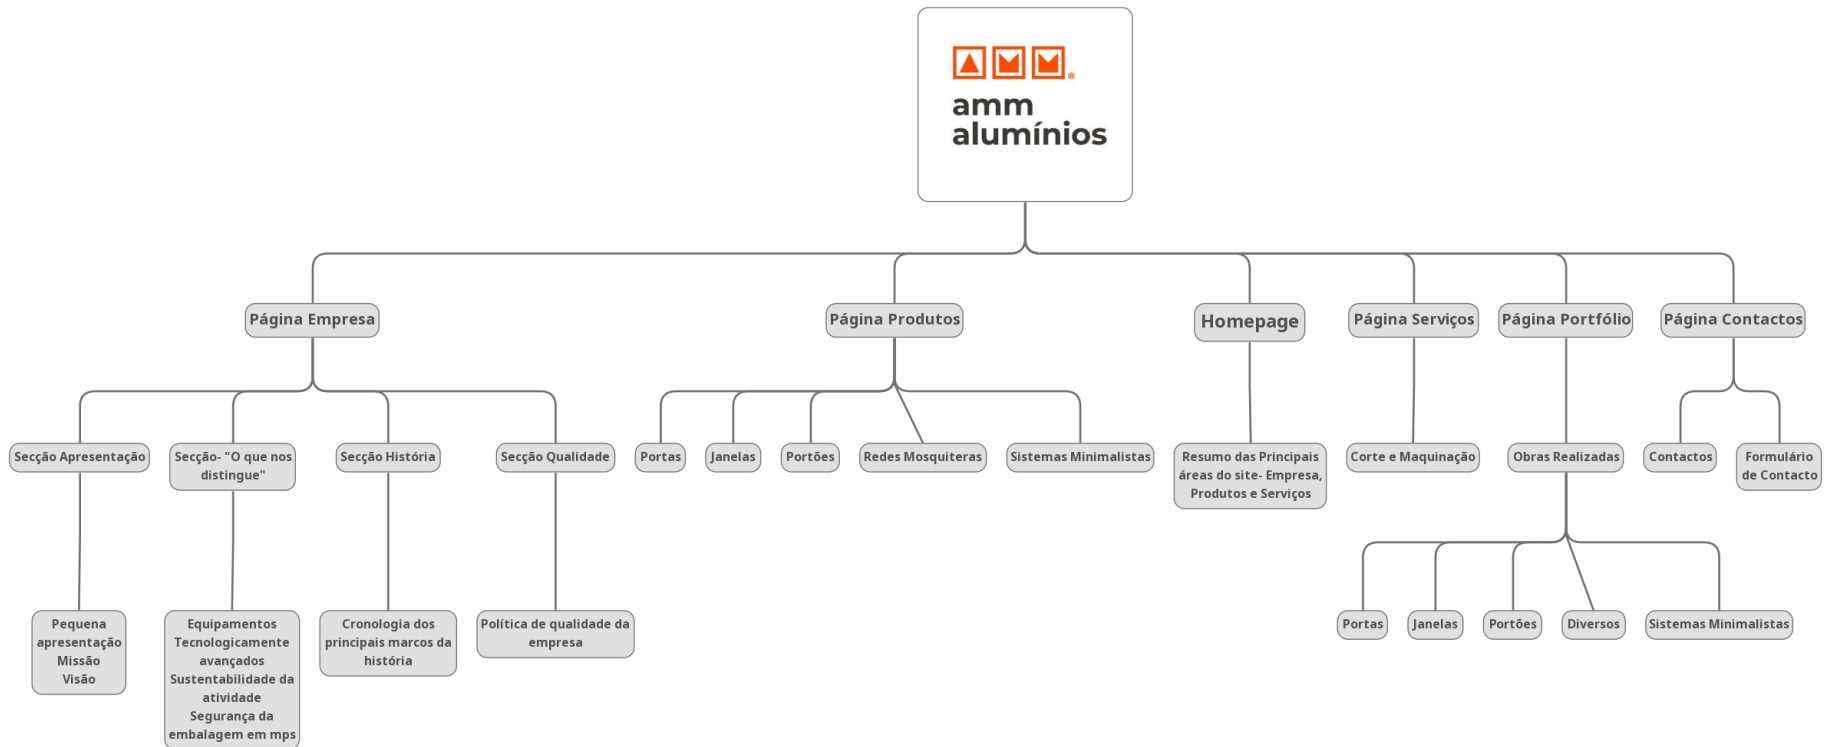 amm
alumínios
Página Empresa
Página Produtos
Homepage
Página Serviços
Página Portfólio
Página Contactos
Secção Apresentação
Secção- "O que nos
distingue"
Secção História
Secção Qualidade
Portas
Janelas
Portões
Redes Mosquiteras
Sistemas Minimalistas
Resumo das Principais
áreas do site- Empresa,
Produtos e Serviços
Corte e Maquinação
Obras Realizadas
Contactos
Formulário
de Contacto
Pequena
apresentação
Missão
Visão
Equipamentos
Tecnologicamente
avançados
Sustentabilidade da
atividade
Segurança da
embalagem em mps
Cronologia dos
principais marcos da
história
Política de qualidade da
empresa
Portas
Janelas
Portões
Diversos
Sistemas Minimalistas